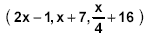 ( 2x − 1, x + 7, x/4 + 16 )